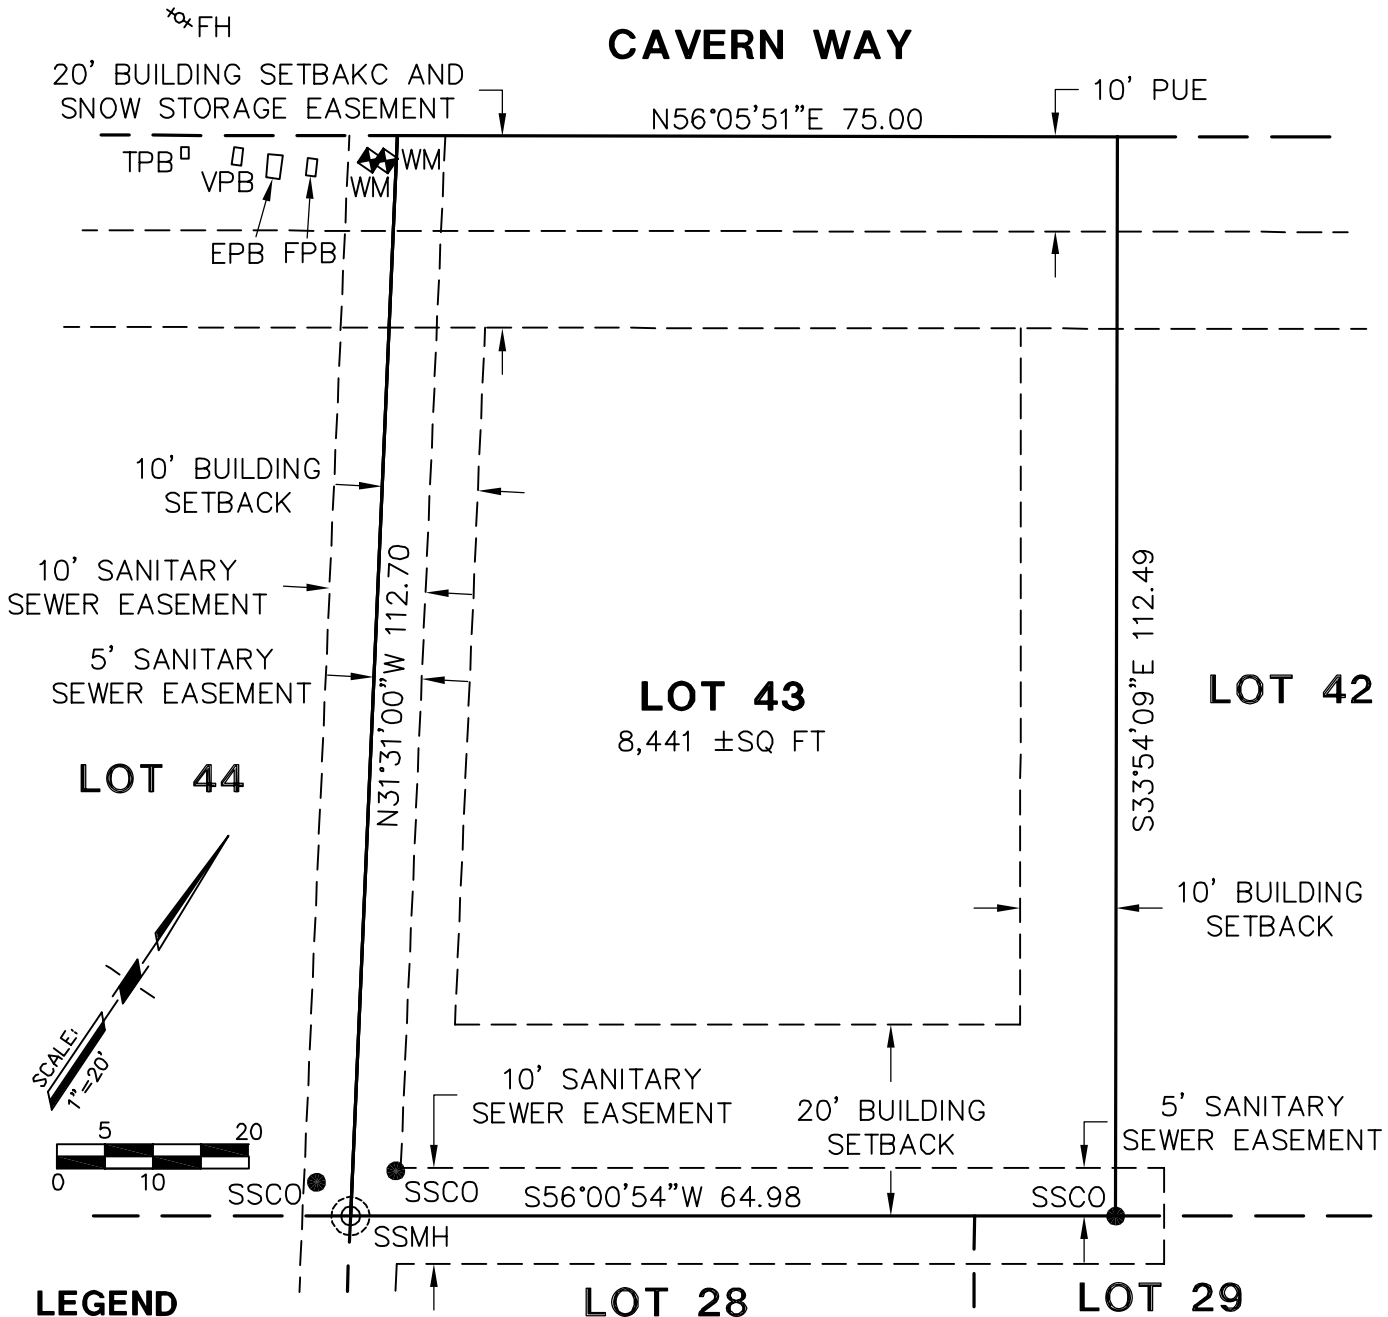 FH
CAVERN WAY
20' BUILDING SETBAKC AND
SNOW STORAGE EASEMENT
10' PUE
N56°05'51"E 75.00
TPB
VPB
WM
WM
EPB
FPB
10' BUILDING
SETBACK
10' SANITARY
SEWER EASEMENT
5' SANITARY
SEWER EASEMENT
N31°31'00"W 112.70
LOT 43
8,441 ±SQ FT
S33°54'09"E 112.49
LOT 42
LOT 44
10' BUILDING
SETBACK
SCALE:
1"=20'
5
20
0
10
10' SANITARY
SEWER EASEMENT
20' BUILDING
SETBACK
5' SANITARY
SEWER EASEMENT
SSCO
SSCO
S56°00'54"W 64.98
SSCO
SSMH
LEGEND
LOT 28
LOT 29